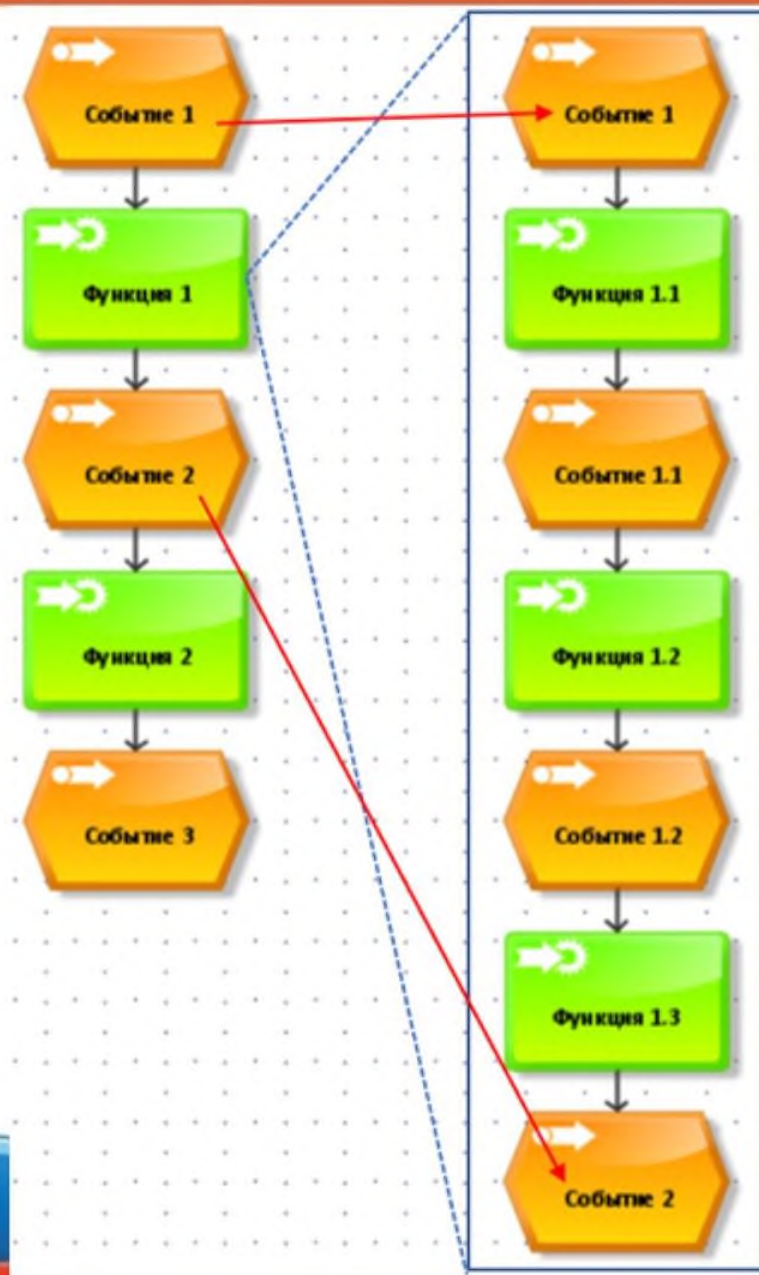 Событие 1
Функция 1
Событие 2
Функция 2
Событие 3
Событие 1
Функция 1.1
Событие 1.1
Функция 1.2
Событие 1.2
Функция 1.3
Событие 2